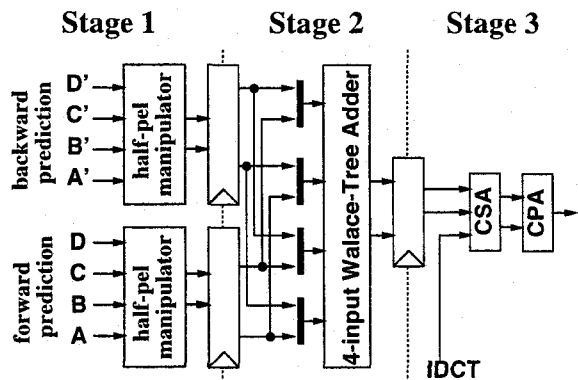 Stage 1 Stage 2 Stage 3
backward prediction
D'
C'
B'
A'
half-pel manipulator
forward prediction
D
C
B
A
half-pel manipulator
4-input Walace-Tree Adder
CSA
CPA
IDCT